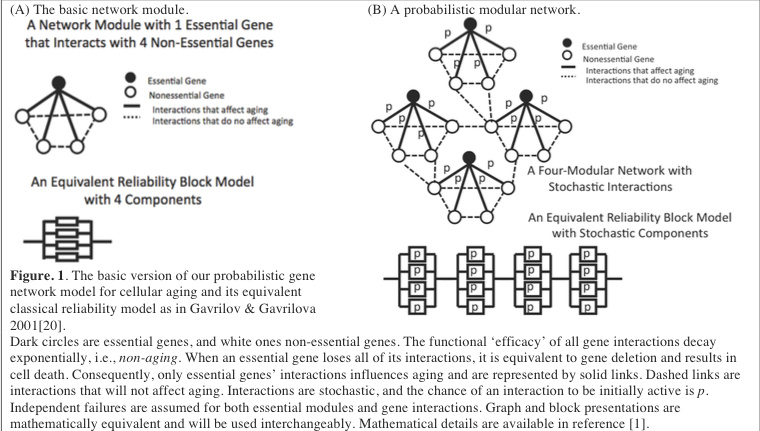 (A) The basic network module.
A Network Module with 1 Essential Gene
that Interacts with 4 Non-Essential Genes
Essential Gene
Nonessential Gene
Interactions that affect aging
Interactions that do no affect aging
An Equivalent Reliability Block Model
with 4 Components
Figure. 1. The basic version of our probabilistic gene
network model for cellular aging and its equivalent
classical reliability model as in Gavrilov & Gavrilova
2001[20].
(B) A probabilistic modular network.
p p
p p
Essential Gene
Nonessential Gene
Interactions that affect aging
Interactions that do not affect aging
p p p p
p p
p
p p
p p
A Four-Modular Network with
Stochastic Interactions
An Equivalent Reliability Block Model
with Stochastic Components
p p p p
p p p p
p p p p
p p p p
Dark circles are essential genes, and white ones non-essential genes. The functional ‘efficacy’ of all gene interactions decay
exponentially, i.e., non-aging. When an essential gene loses all of its interactions, it is equivalent to gene deletion and results in
cell death. Consequently, only essential genes’ interactions influences aging and are represented by solid links. Dashed links are
interactions that will not affect aging. Interactions are stochastic, and the chance of an interaction to be initially active is p.
Independent failures are assumed for both essential modules and gene interactions. Graph and block presentations are
mathematically equivalent and will be used interchangeably. Mathematical details are available in reference [1].